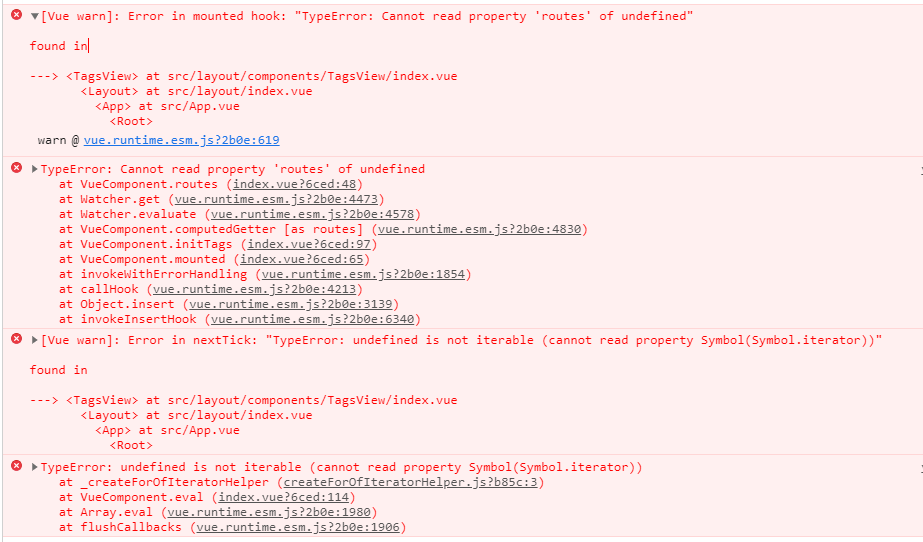 [Vue warn]: Error in mounted hook: "TypeError: Cannot read property 'routes' of undefined"
found in
---> <TagsView> at src/layout/components/TagsView/index.vue
<Layout> at src/layout/index.vue
<App> at src/App.vue
<Root>
warn @ vue.runtime.esm.js?2b0e:619
TypeError: Cannot read property 'routes' of undefined
at VueComponent.routes (index.vue?6ced:48)
at Watcher.get (vue.runtime.esm.js?2b0e:4473)
at Watcher.evaluate (vue.runtime.esm.js?2b0e:4578)
at VueComponent.computedGetter [as routes] (vue.runtime.esm.js?2b0e:4830)
at VueComponent.initTags (index.vue?6ced:97)
at VueComponent.mounted (index.vue?6ced:65)
at invokeWithErrorHandling (vue.runtime.esm.js?2b0e:1854)
at callHook (vue.runtime.esm.js?2b0e:4213)
at Object.insert (vue.runtime.esm.js?2b0e:3139)
at invokeInsertHook (vue.runtime.esm.js?2b0e:6340)
[Vue warn]: Error in nextTick: "TypeError: undefined is not iterable (cannot read property Symbol(Symbol.iterator))"
found in
---> <TagsView> at src/layout/components/TagsView/index.vue
<Layout> at src/layout/index.vue
<App> at src/App.vue
<Root>
TypeError: undefined is not iterable (cannot read property Symbol(Symbol.iterator))
at _createForOfIteratorHelper (createForOfIteratorHelper.js?b85c:3)
at VueComponent.eval (index.vue?6ced:114)
at Array.eval (vue.runtime.esm.js?2b0e:1980)
at flushCallbacks (vue.runtime.esm.js?2b0e:1906)